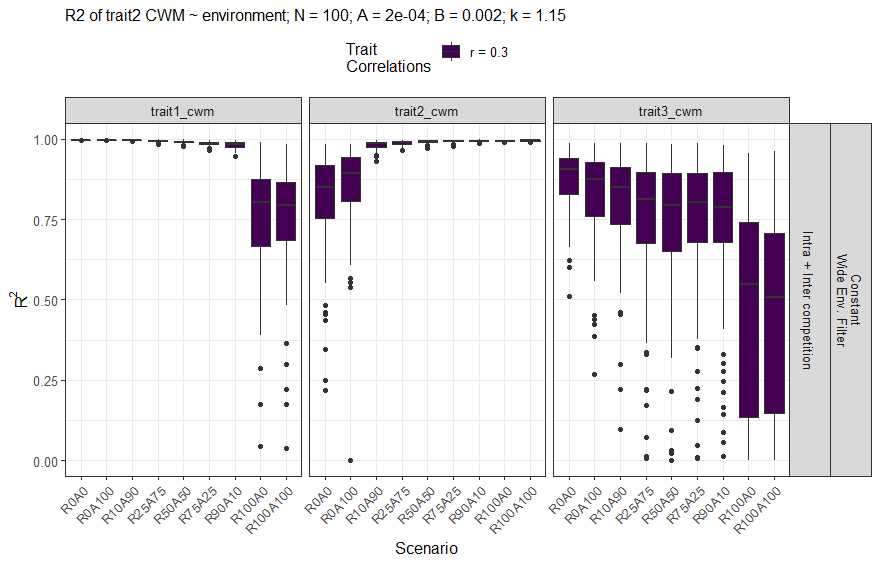 R2 of trait2 CWM ~ environment; N = 100; A = 2e-04; B = 0.002; k = 1.15
Trait
Correlations
r = 0.3
trait1_cwm
trait2_cwm
trait3_cwm
R²
1.00
0.75
0.50
0.25
0.00
Intra + Inter competition
Constant
Wide Env. Filter
R0A0
R0A100
R10A90
R25A75
R50A50
R75A25
R90A10
R100A0
R100A100
R0A0
R0A100
R10A90
R25A75
R50A50
R75A25
R90A10
R100A0
R100A100
R0A0
R0A100
R10A90
R25A75
R50A50
R75A25
R90A10
R100A0
R100A100
Scenario